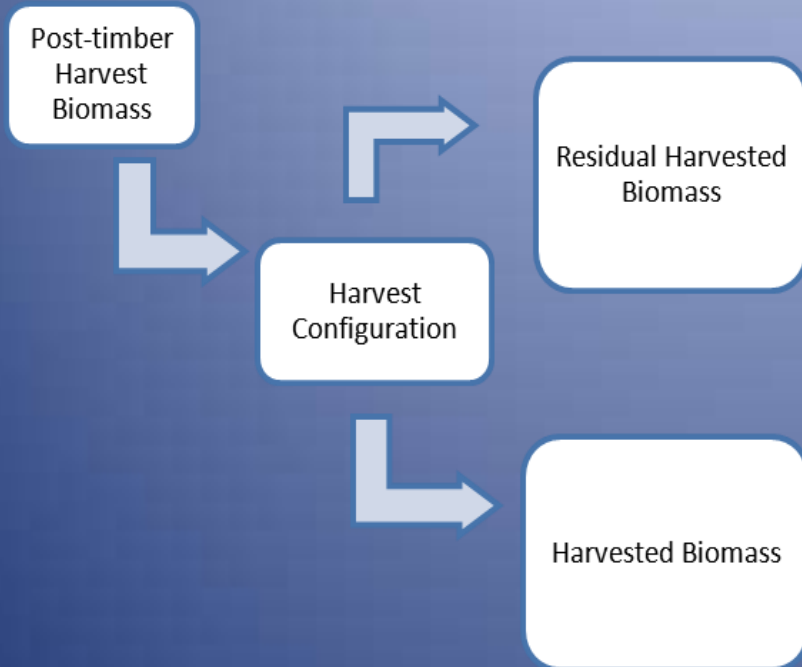 Post-timber
Harvest
Biomass
Residual Harvested
Biomass
Harvest
Configuration
Harvested Biomass